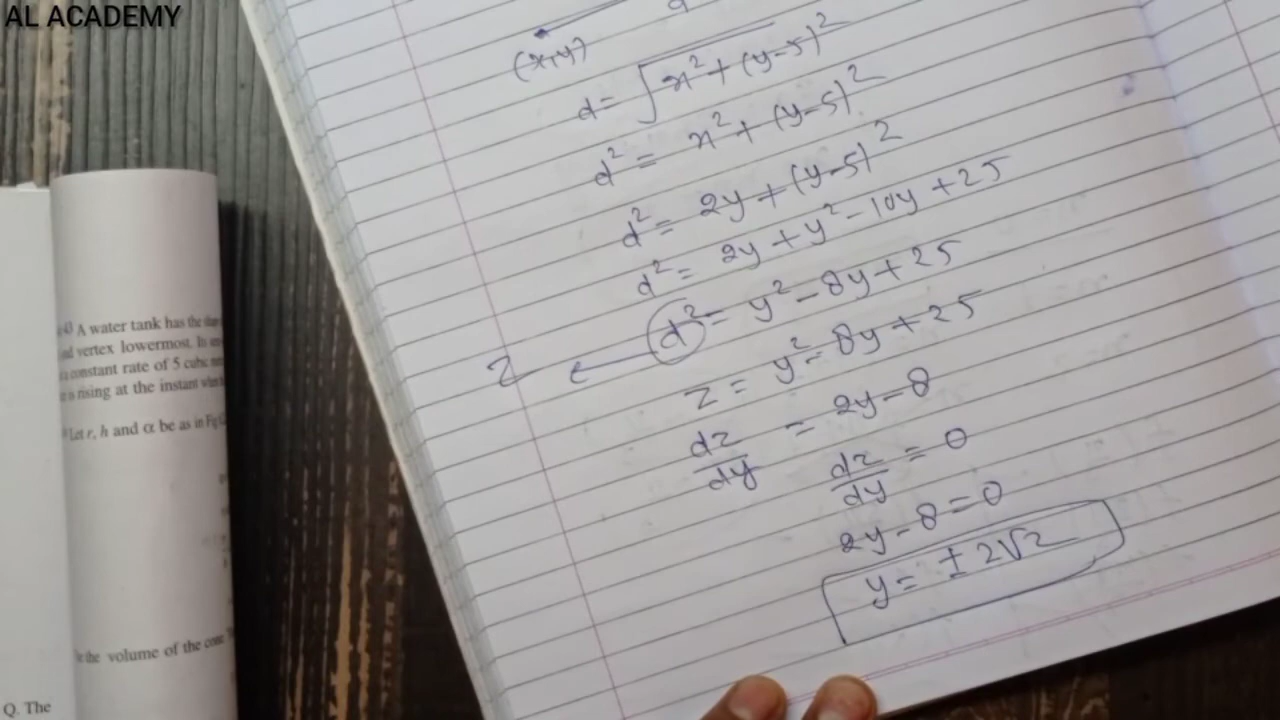 AL ACADEMY
(x,y)
d = √x² + (y-5)²
d² = x² + (y-5)²
d² = 2y + (y-5)²
d² = 2y + y² - 10y + 25
d² = y² - 8y + 25
z
z = y² - 8y + 25
dz/dy = 2y - 8
dz/dy = 0
2y - 8 = 0
y = ± 2√2
A water tank has the
vertex lowermost.
constant rate of 5 cubic
rising at the instant
Let r, h and α be as in Fig
the volume of the cone
Q. The